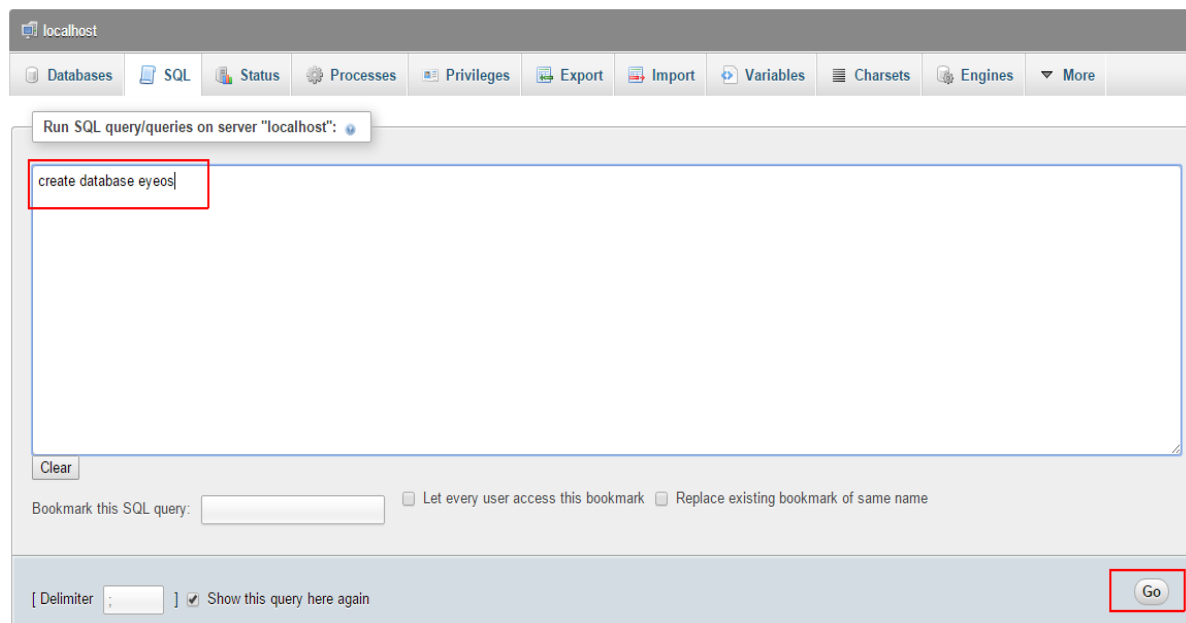 localhost
Databases SQL Status Processes Privileges Export Import Variables Charsets Engines More
Run SQL query/queries on server "localhost":
create database eyeos
Clear
Bookmark this SQL query: Let every user access this bookmark Replace existing bookmark of same name
[ Delimiter ; ] Show this query here again Go